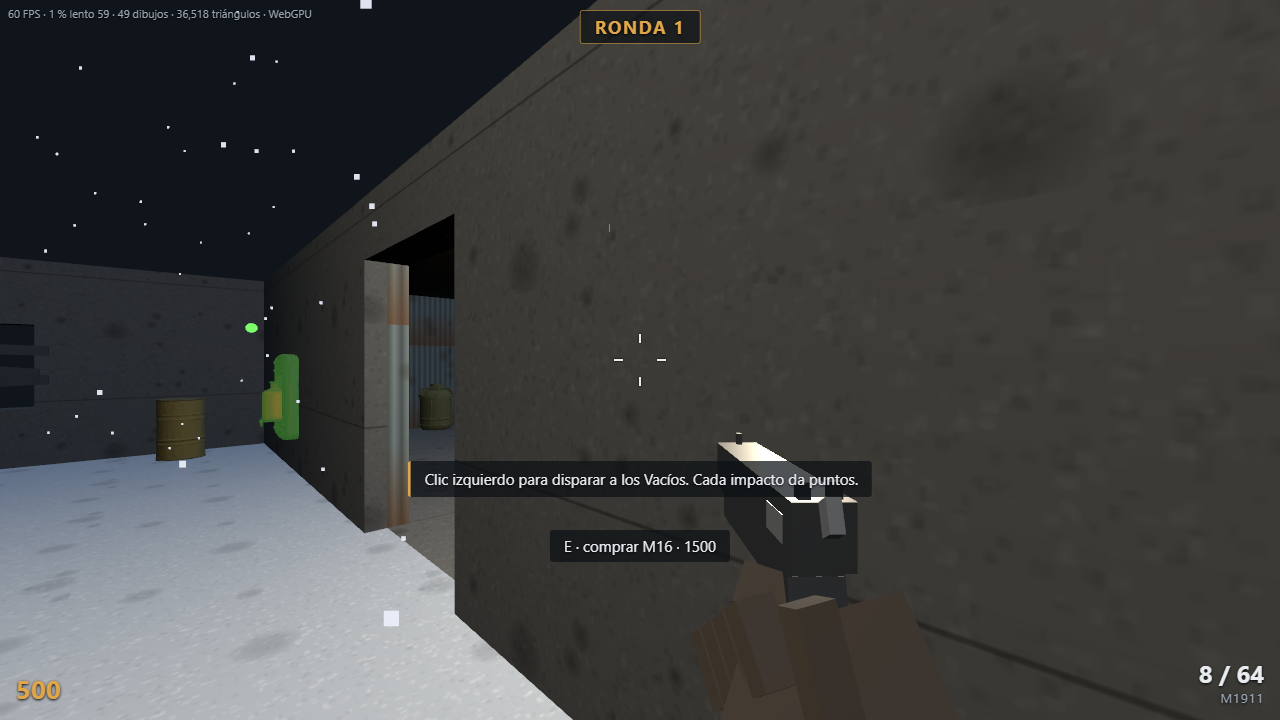 60 FPS · 1 % lento 59 · 49 dibujos · 36,518 triángulos · WebGPU
RONDA 1
Clic izquierdo para disparar a los Vacíos. Cada impacto da puntos.
E · comprar M16 · 1500
500
8 / 64
M1911